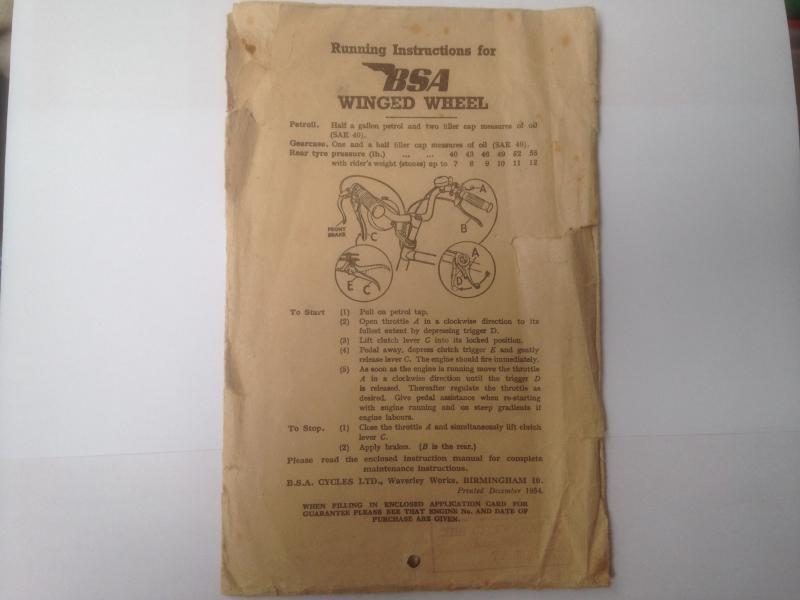 Running Instructions for
BSA
WINGED WHEEL
Petroil. Half a gallon petrol and two filler cap measures of oil
(SAE 40).
Gearcase. One and a half filler cap measures of oil (SAE 40).
Rear tyre pressure (lb.) ... ... 40 43 46 49 52 55
with rider's weight (stones) up to 7 8 9 10 11 12
A
B
FRONT
BRAKE
C
A
E C
D
To Start (1) Pull on petrol tap.
(2) Open throttle A in a clockwise direction to its
fullest extent by depressing trigger D.
(3) Lift clutch lever C into its locked position.
(4) Pedal away, depress clutch trigger E and gently
release lever C. The engine should fire immediately.
(5) As soon as the engine is running move the throttle
A in a clockwise direction until the trigger D
is released. Thereafter regulate the throttle as
desired. Give pedal assistance when re-starting
with engine running and on steep gradients if
engine labours.
To Stop. (1) Close the throttle A and simultaneously lift clutch
lever C.
(2) Apply brakes. (B is the rear.)
Please read the enclosed instruction manual for complete
maintenance instructions.
B.S.A. CYCLES LTD., Waverley Works, BIRMINGHAM 10.
Printed December 1954.
WHEN FILLING IN ENCLOSED APPLICATION CARD FOR
GUARANTEE PLEASE SEE THAT ENGINE No. AND DATE OF
PURCHASE ARE GIVEN.